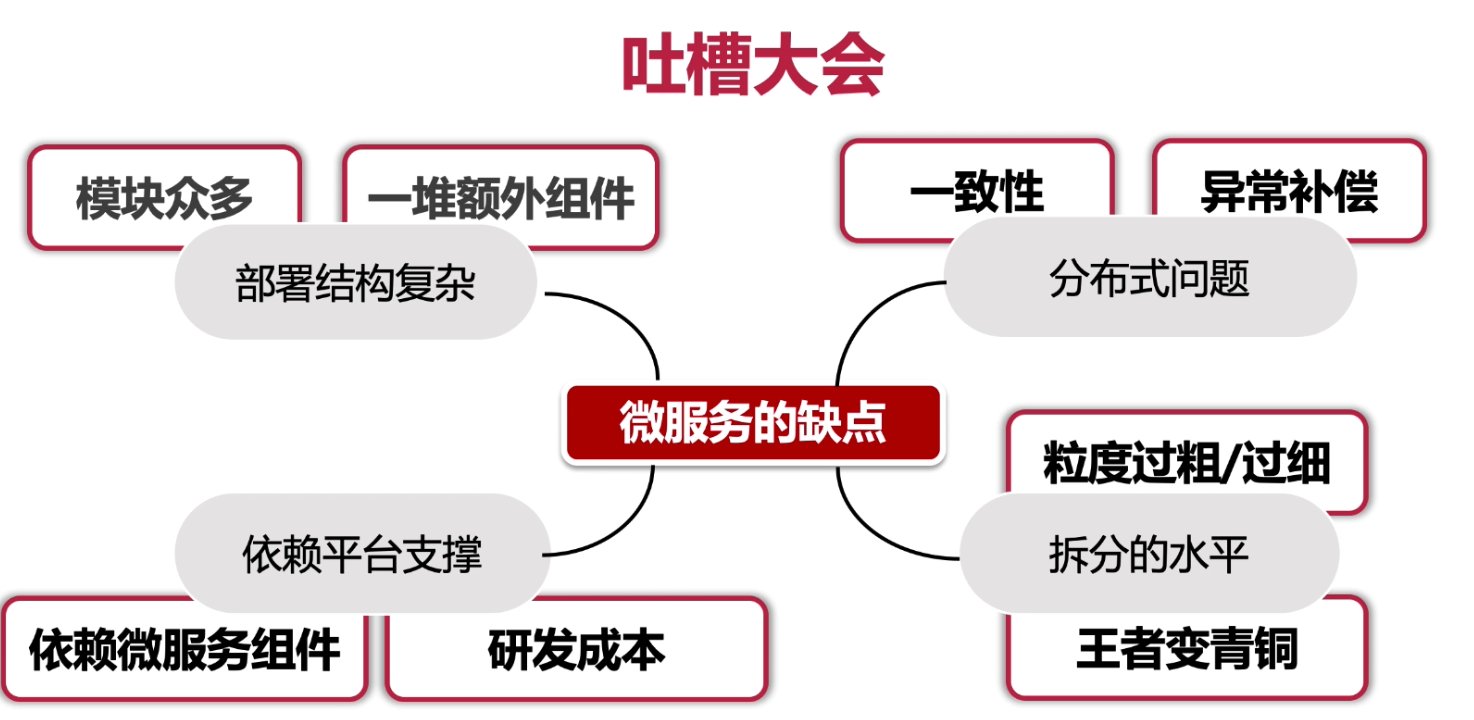 吐槽大会
模块众多
一堆额外组件
部署结构复杂
一致性
异常补偿
分布式问题
微服务的缺点
依赖平台支撑
依赖微服务组件
研发成本
粒度过粗/过细
拆分的水平
王者变青铜